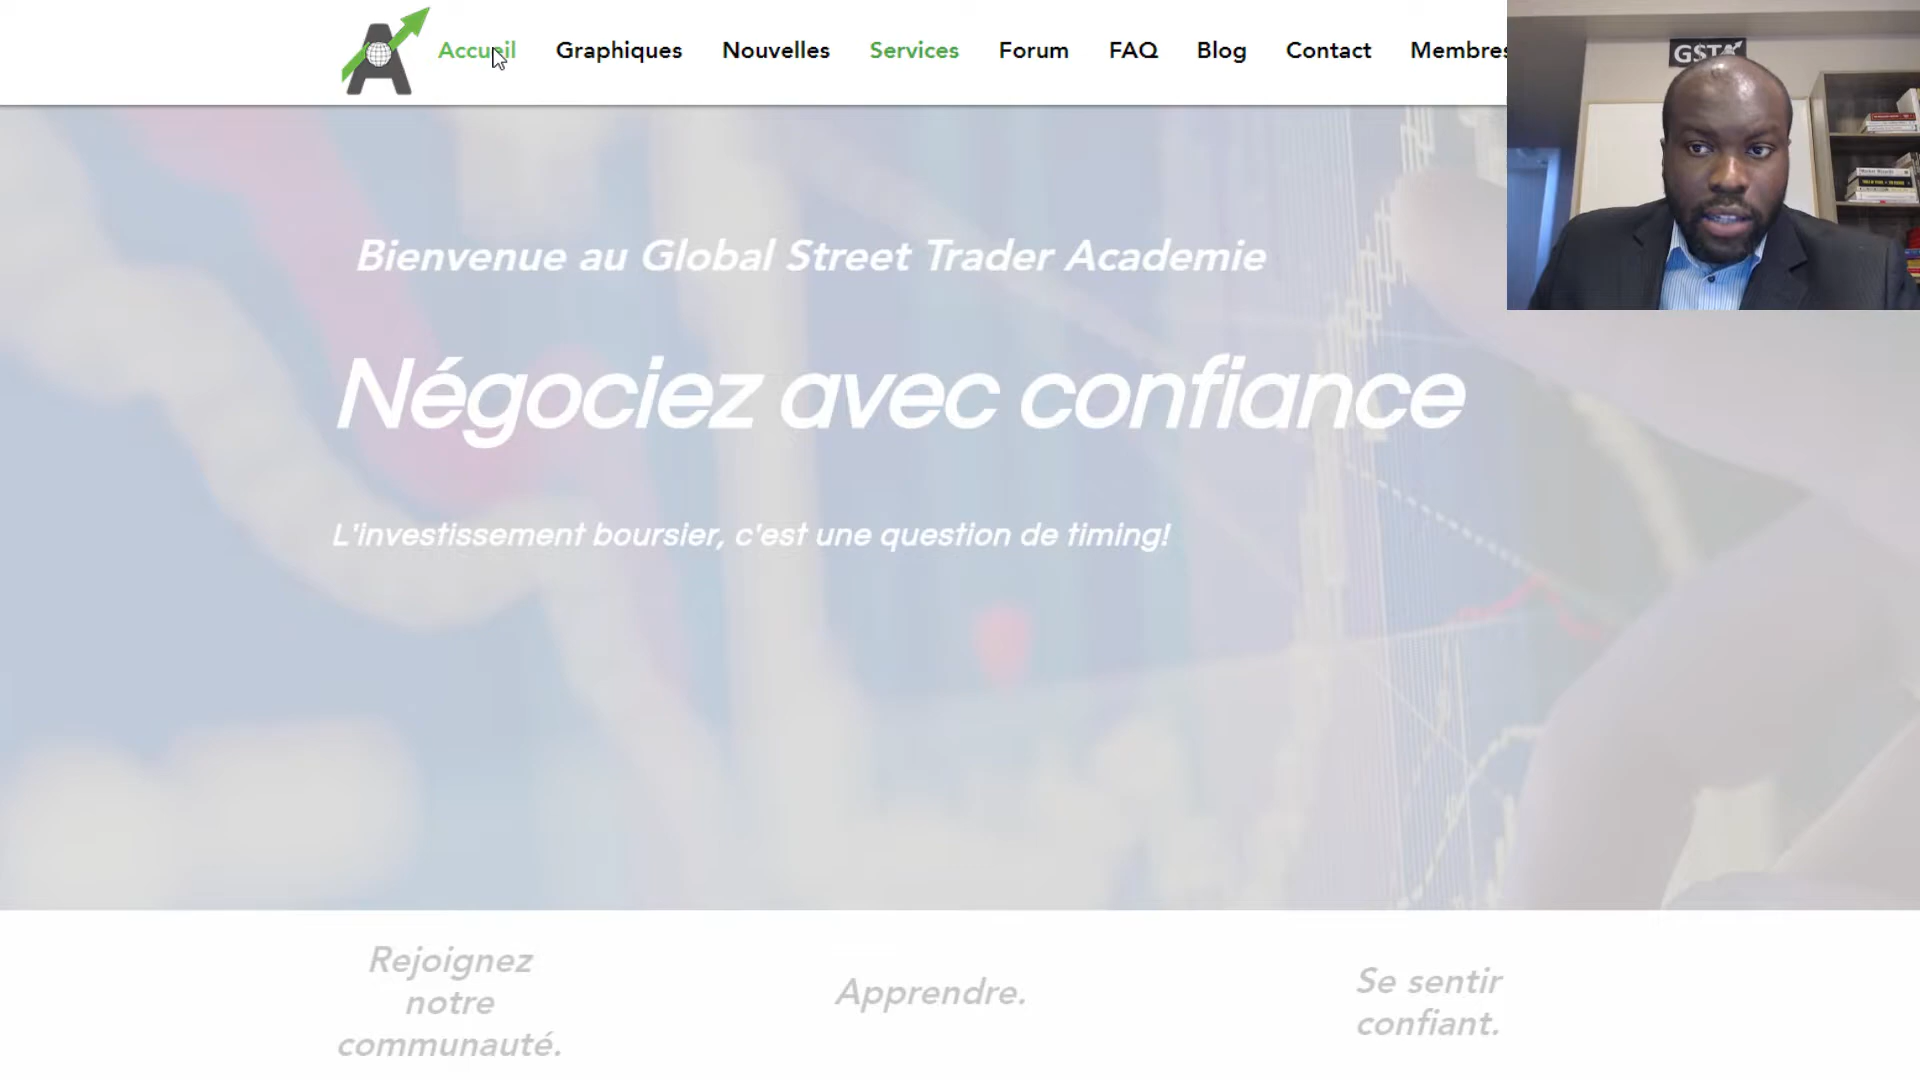 Accueil Graphiques Nouvelles Services Forum FAQ Blog Contact Membres
GSTA
Bienvenue au Global Street Trader Academie
Négociez avec confiance
L'investissement boursier, c'est une question de timing!
Rejoignez
notre
communauté.
Apprendre.
Se sentir
confiant.